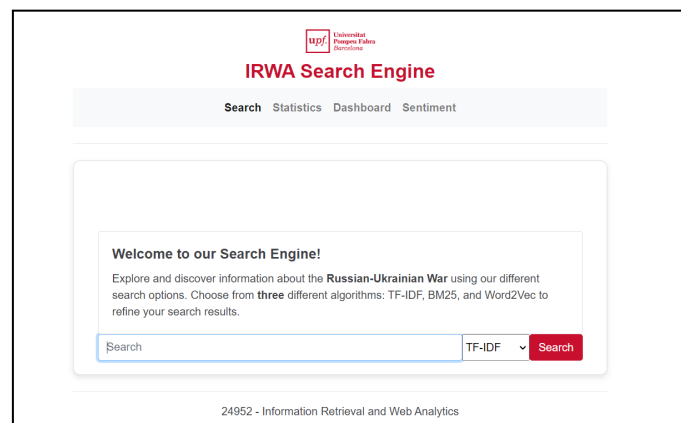 upf. Universitat
Pompeu Fabra
Barcelona
IRWA Search Engine
Search Statistics Dashboard Sentiment
Welcome to our Search Engine!
Explore and discover information about the Russian-Ukrainian War using our different
search options. Choose from three different algorithms: TF-IDF, BM25, and Word2Vec to
refine your search results.
Search TF-IDF Search
24952 - Information Retrieval and Web Analytics